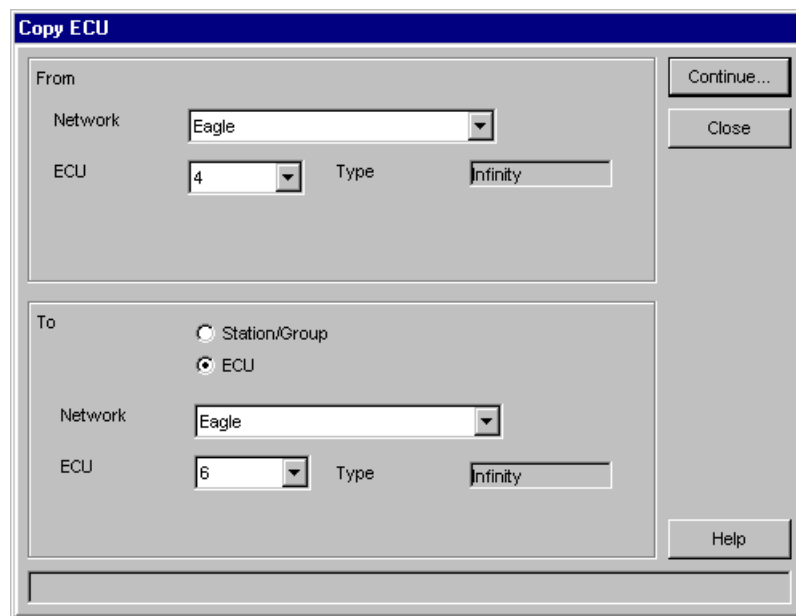 Copy ECU
From
Continue...
Network
Eagle
Close
ECU
4
Type
Infinity
To
Station/Group
ECU
Network
Eagle
ECU
6
Type
Infinity
Help